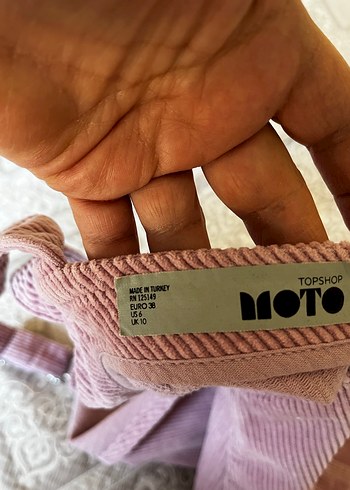 MADE IN TURKEY
RN 125149
EURO 38
US 6
UK 10
TOPSHOP
MOTO